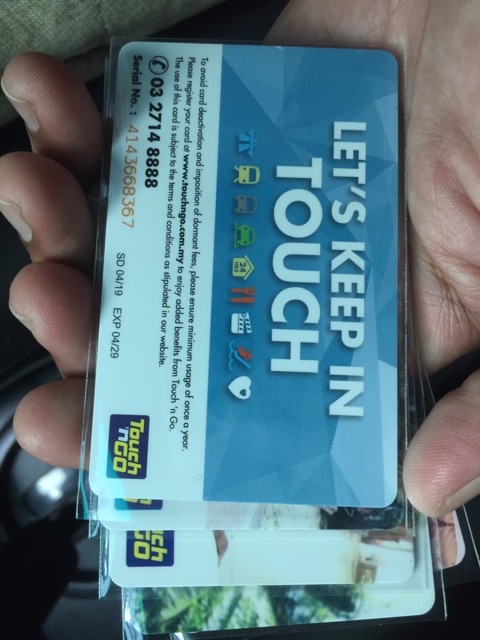 LET'S KEEP IN
TOUCH
24
HRS
To avoid card deactivation and imposition of dormant fees, please ensure minimum usage of once a year.
Please register your card at www.touchngo.com.my to enjoy added benefits from Touch 'n Go.
The use of this card is subject to the terms and conditions as stipulated in our website.
03 2714 8888
Serial No. : 4143668367
SD 04/19 EXP 04/29
Touch
'n GO
uch
GO